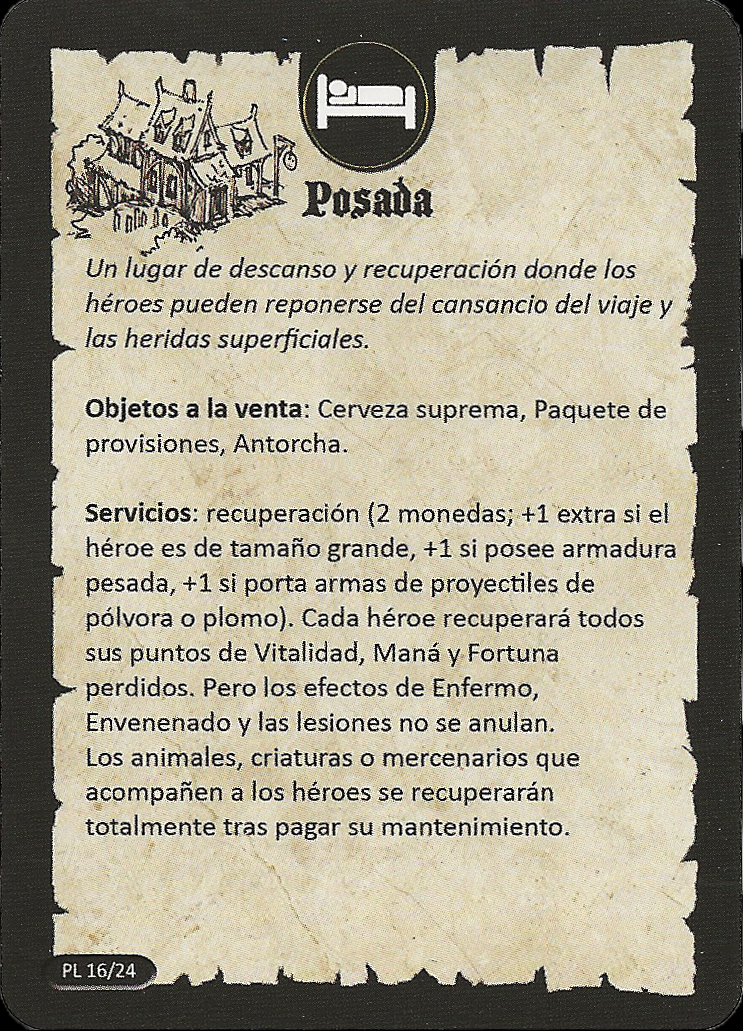 Posada
Un lugar de descanso y recuperación donde los
héroes pueden reponerse del cansancio del viaje y
las heridas superficiales.
Objetos a la venta: Cerveza suprema, Paquete de
provisiones, Antorcha.
Servicios: recuperación (2 monedas; +1 extra si el
héroe es de tamaño grande, +1 si posee armadura
pesada, +1 si porta armas de proyectiles de
pólvora o plomo). Cada héroe recuperará todos
sus puntos de Vitalidad, Maná y Fortuna
perdidos. Pero los efectos de Enfermo,
Envenenado y las lesiones no se anulan.
Los animales, criaturas o mercenarios que
acompañen a los héroes se recuperarán
totalmente tras pagar su mantenimiento.
PL 16/24